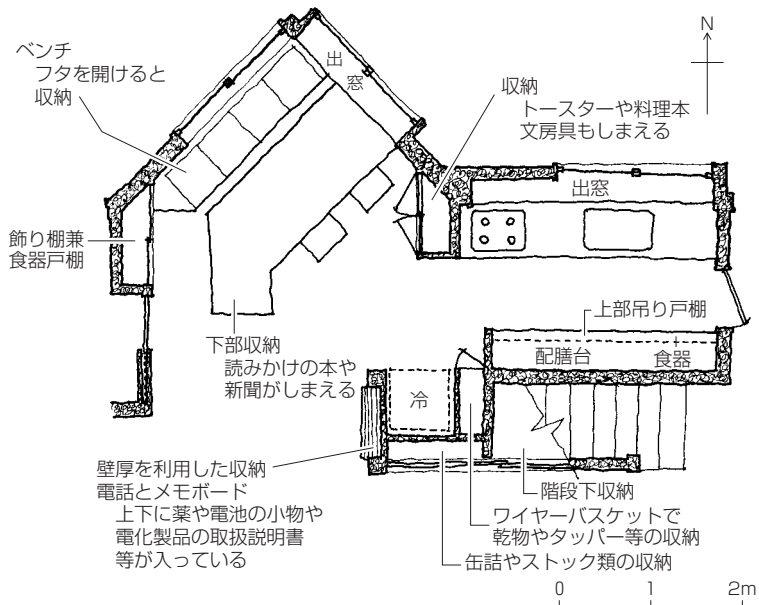 ベンチ
フタを開けると
収納
出
窓
N
収納
トースターや料理本
文房具もしまえる
出窓
飾り棚兼
食器戸棚
上部吊り戸棚
配膳台
食器
下部収納
読みかけの本や
新聞がしまえる
冷
壁厚を利用した収納
電話とメモボード
上下に薬や電池の小物や
電化製品の取扱説明書
等が入っている
階段下収納
ワイヤーバスケットで
乾物やタッパー等の収納
缶詰やストック類の収納
0 1 2m